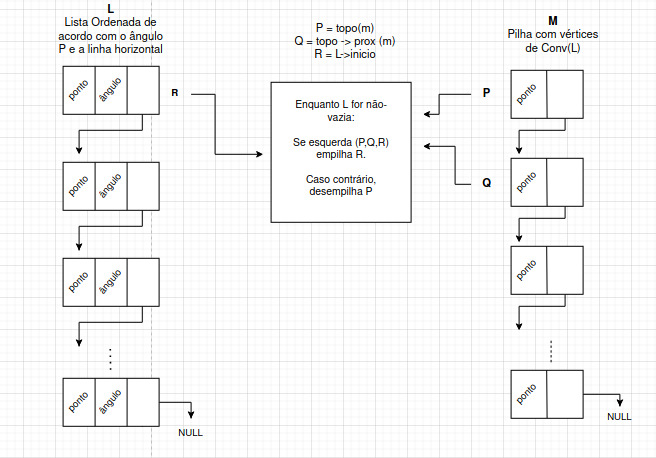 L
Lista Ordenada de
acordo com o ângulo
P e a linha horizontal
P = topo(m)
Q = topo -> prox (m)
R = L->inicio
M
Pilha com vértices
de Conv(L)
ponto
ângulo
R
Enquanto L for não-
vazia:
Se esquerda (P,Q,R)
empilha R.
Caso contrário,
desempilha P
P
ponto
ponto
ângulo
Q
ponto
ponto
ângulo
ponto
ponto
ângulo
NULL
ponto
NULL